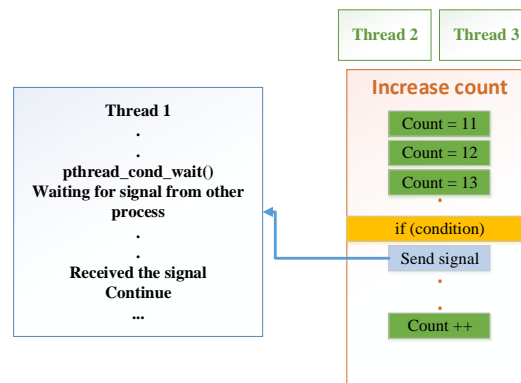 Thread 2
Thread 3
Thread 1
.
.
pthread_cond_wait()
Waiting for signal from other
process
.
.
Received the signal
Continue
...
Increase count
Count = 11
Count = 12
Count = 13
.
if (condition)
Send signal
.
.
Count ++